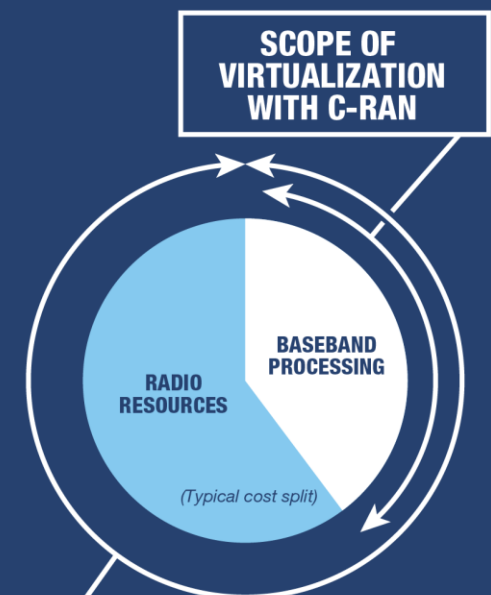 SCOPE OF
VIRTUALIZATION
WITH C-RAN
BASEBAND
PROCESSING
RADIO
RESOURCES
(Typical cost split)